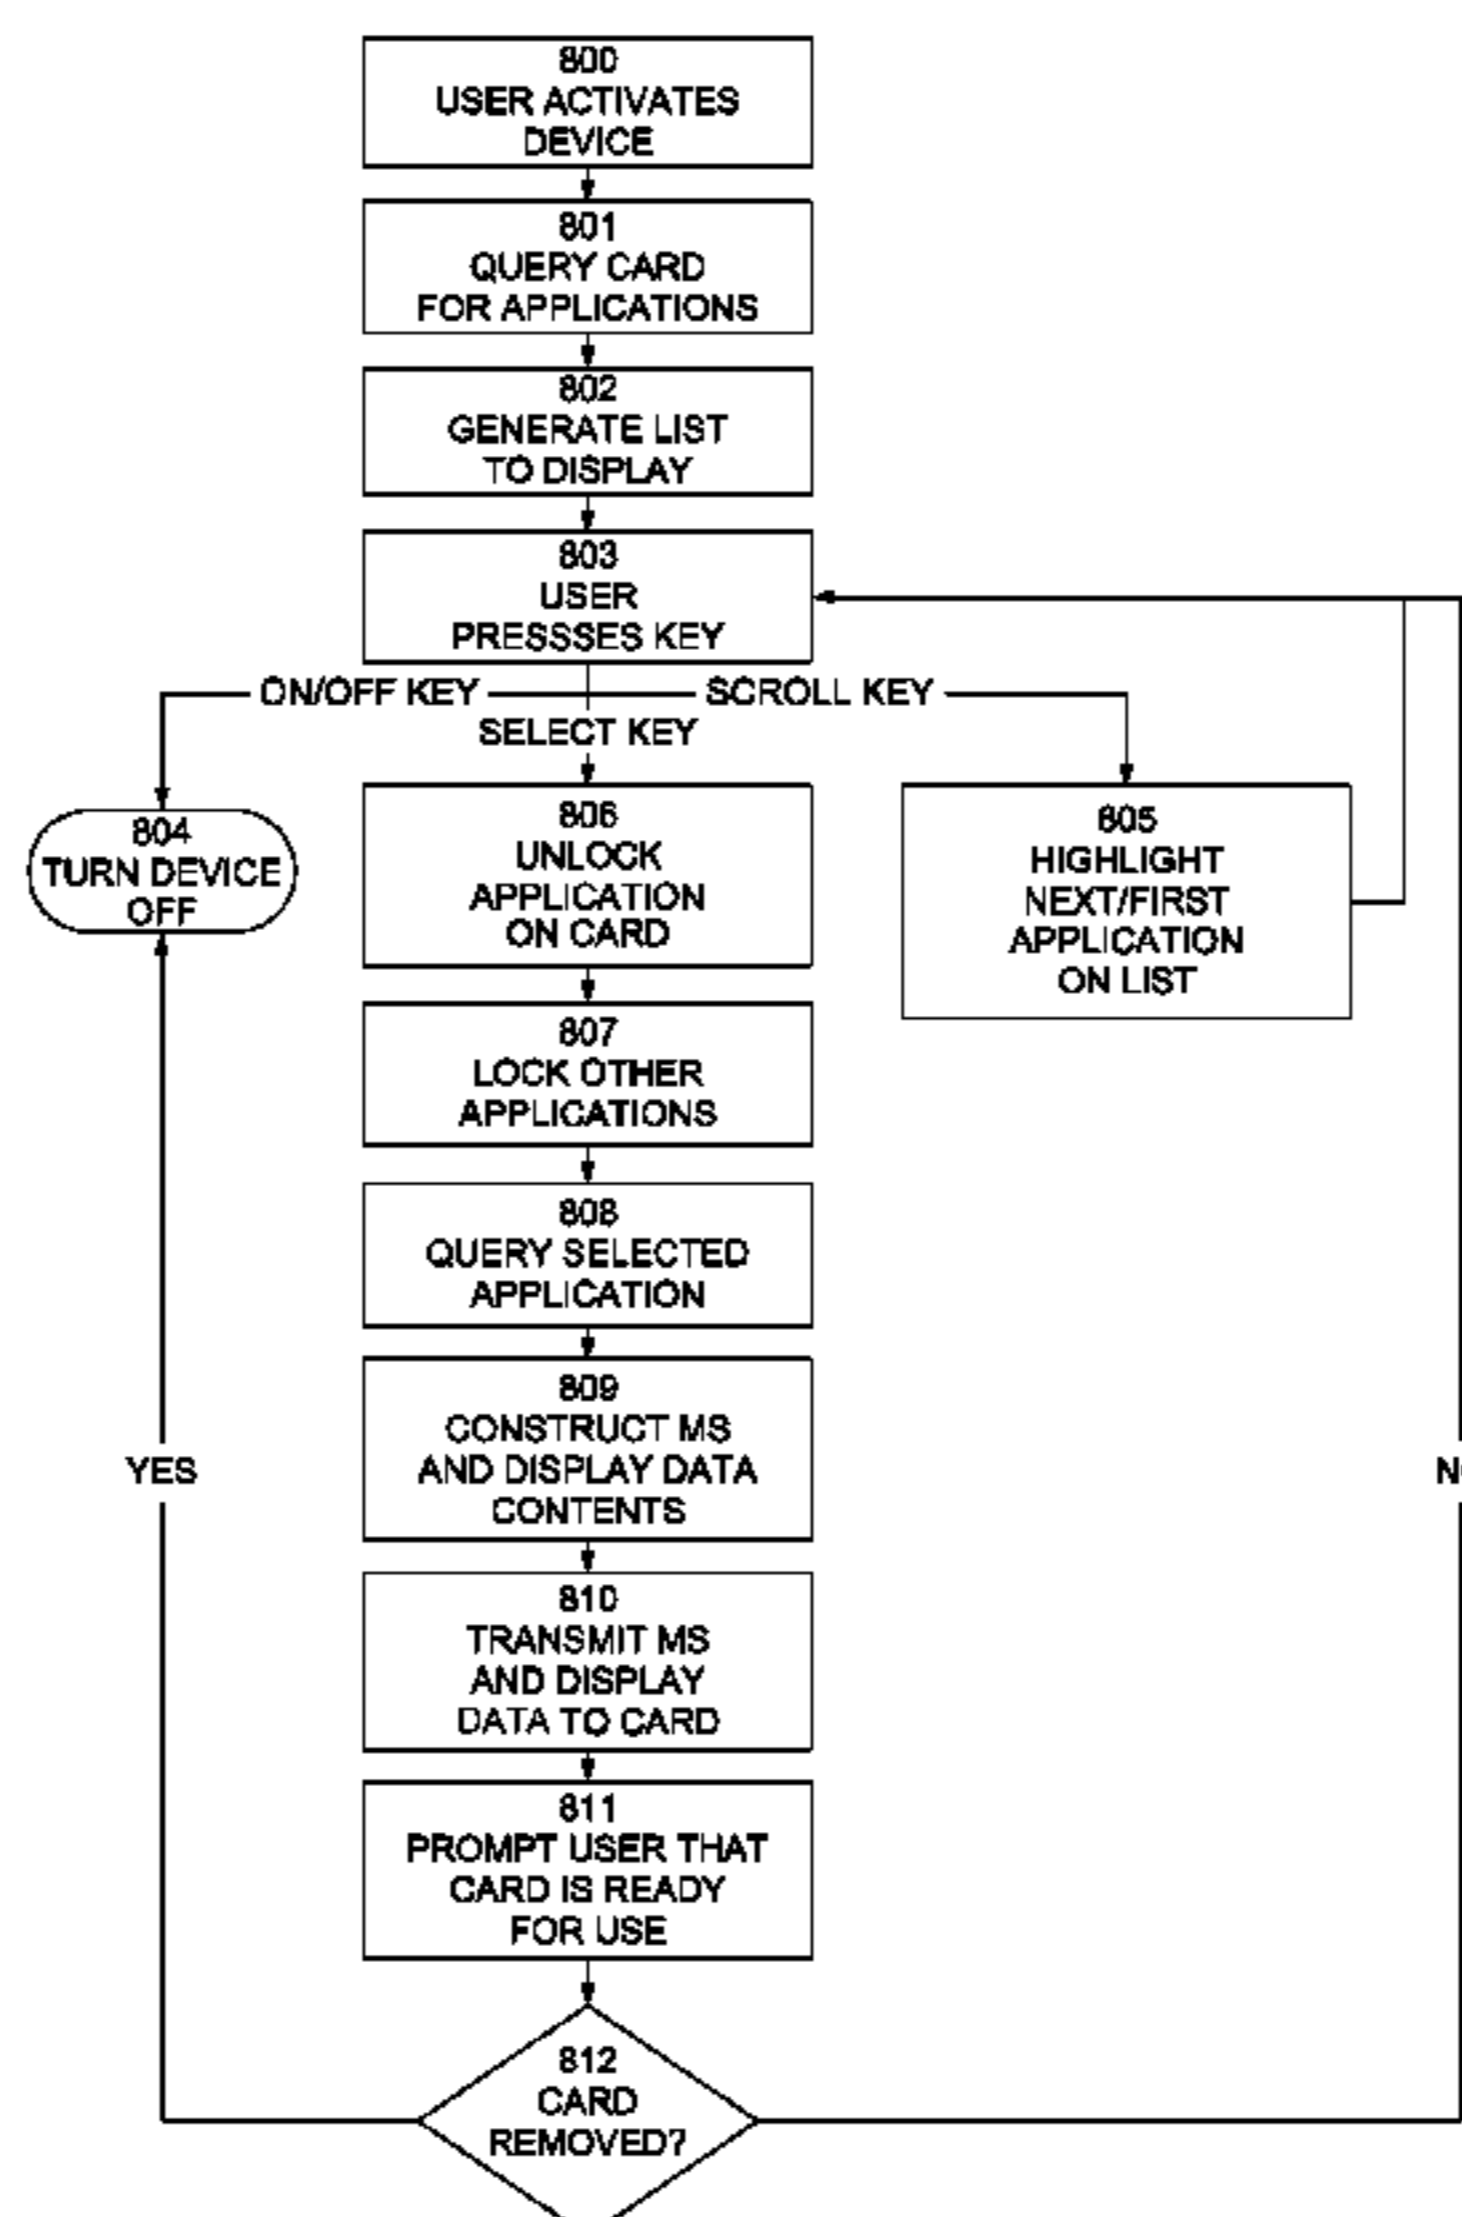 800
USER ACTIVATES
DEVICE
801
QUERY CARD
FOR APPLICATIONS
802
GENERATE LIST
TO DISPLAY
803
USER
PRESSSES KEY
ON/OFF KEY
SCROLL KEY
SELECT KEY
804
TURN DEVICE
OFF
806
UNLOCK
APPLICATION
ON CARD
805
HIGHLIGHT
NEXT/FIRST
APPLICATION
ON LIST
807
LOCK OTHER
APPLICATIONS
808
QUERY SELECTED
APPLICATION
809
CONSTRUCT MS
AND DISPLAY DATA
CONTENTS
YES
810
TRANSMIT MS
AND DISPLAY
DATA TO CARD
811
PROMPT USER THAT
CARD IS READY
FOR USE
812
CARD
REMOVED?